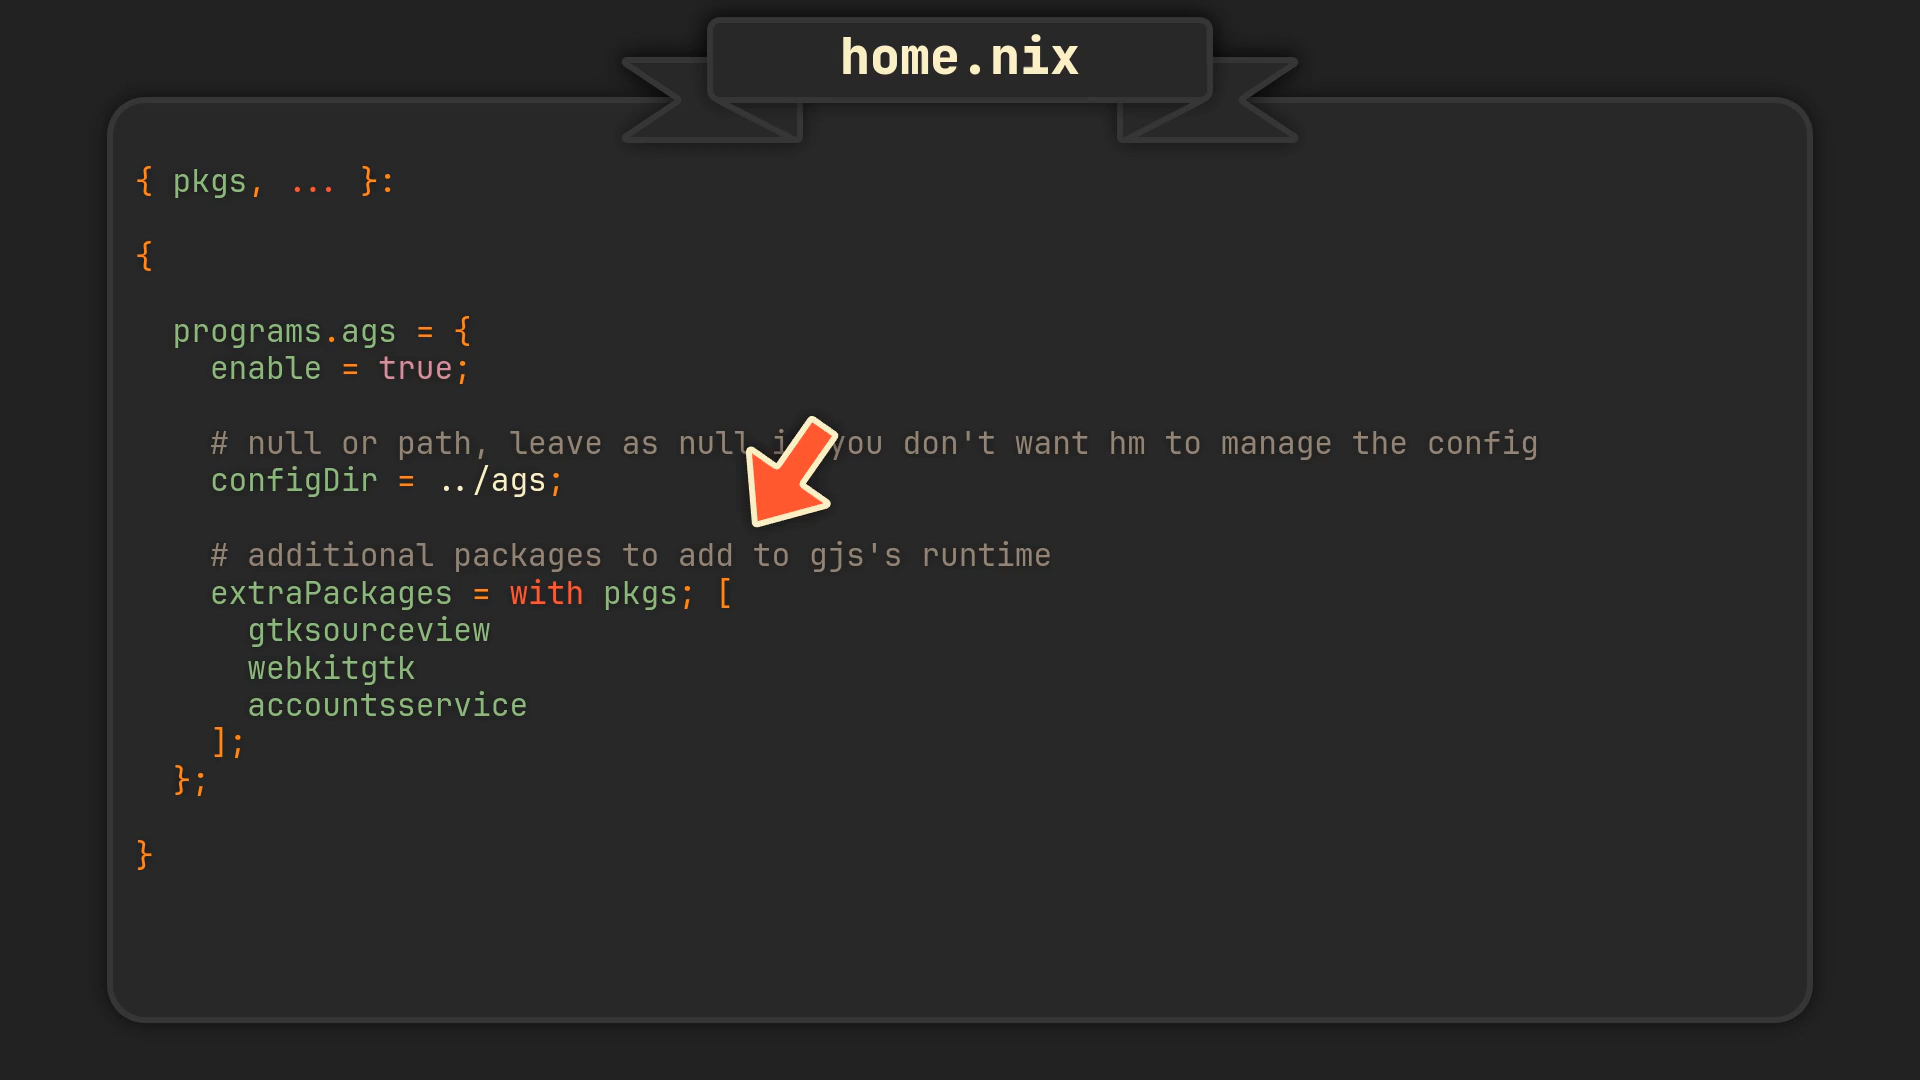 home.nix
{ pkgs, ... }:
{
programs.ags = {
enable = true;
# null or path, leave as null you don't want hm to manage the config
configDir = ../ags;
# additional packages to add to gjs's runtime
extraPackages = with pkgs; [
gtksourceview
webkitgtk
accountsservice
];
};
}